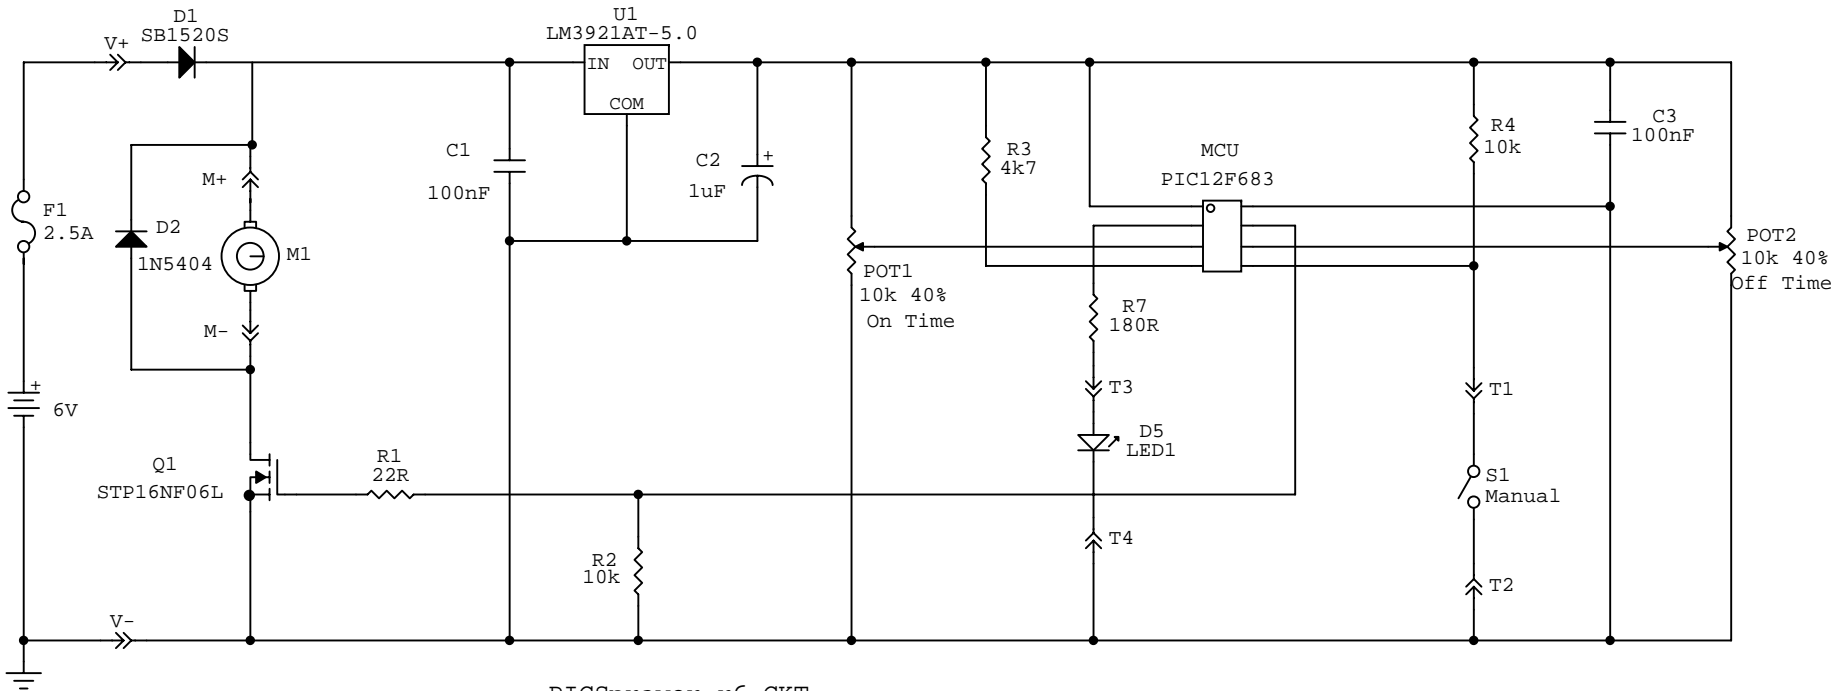 D1
SB1520S
V+
U1
LM3921AT-5.0
IN OUT
COM
C1
100nF
C2
+
1uF
R3
4k7
MCU
PIC12F683
R4
10k
C3
100nF
F1
2.5A
M+
D2
1N5404
M1
M-
POT1
10k 40%
On Time
POT2
10k 40%
Off Time
R7
180R
T3
T1
+
6V
D5
LED1
Q1
STP16NF06L
R1
22R
S1
Manual
T4
R2
10k
T2
V-